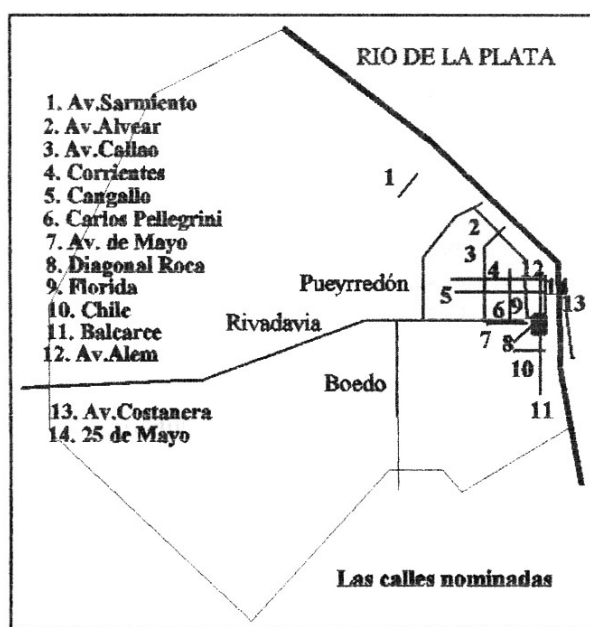 RIO DE LA PLATA
1. Av.Sarmiento
2. Av.Alvear
3. Av.Callao
4. Corrientes
5. Cangallo
6. Carlos Pellegrini
7. Av. de Mayo
8. Diagonal Roca
9. Florida
10. Chile
11. Balcarce
12. Av.Alem
13. Av.Costanera
14. 25 de Mayo
1
2
3
4
12
14
13
5
6
9
7
8
10
11
Pueyrredón
Rivadavia
Boedo
Las calles nominadas